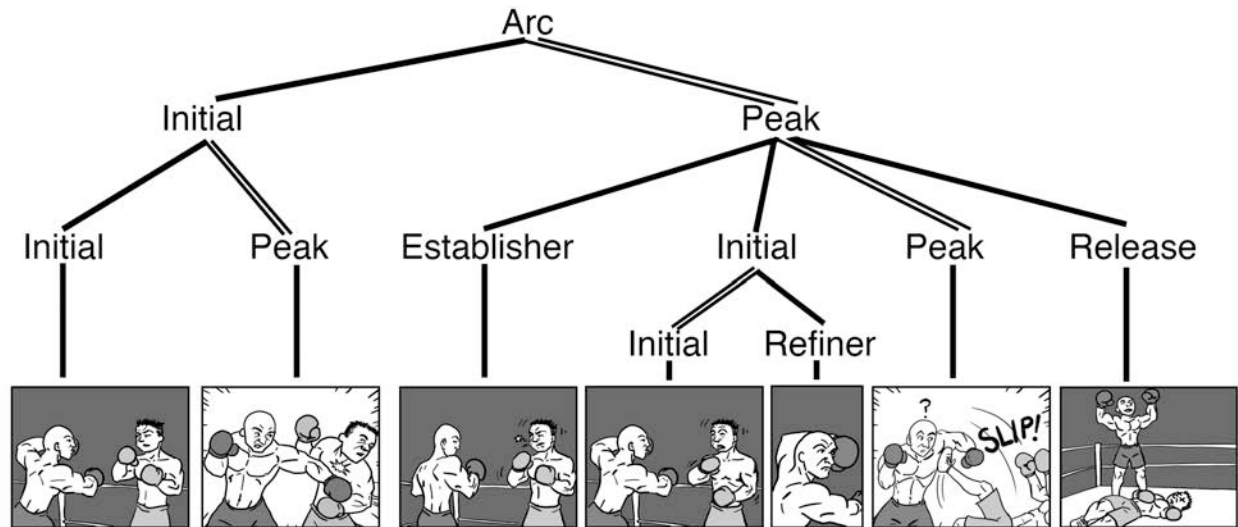 Arc
Initial Peak
Initial Peak Establisher Initial Peak Release
Initial Refiner
?
SLIP!